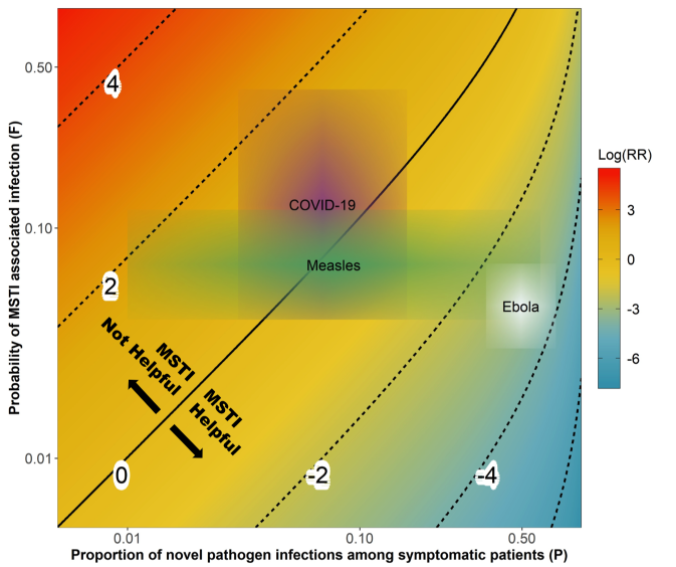 4
0.50
Log(RR)
3
COVID-19
0.10
0
Measles
2
Ebola
-3
MSTI
Not Helpful
MSTI
Helpful
-6
0.01
0
-2
-4
0.01
0.10
0.50
Proportion of novel pathogen infections among symptomatic patients (P)
Probability of MSTI associated infection (F)